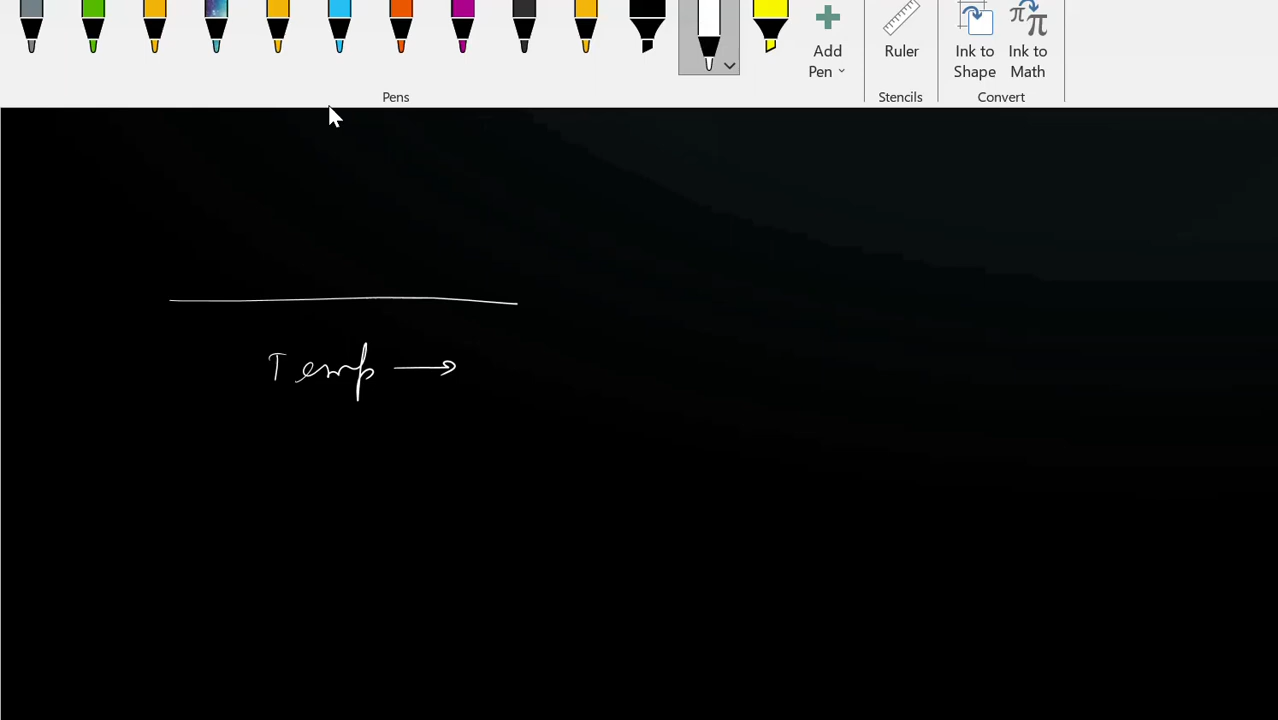 Add Pen
Ruler
Ink to Shape
Ink to Math
Pens
Stencils
Convert
Temp →